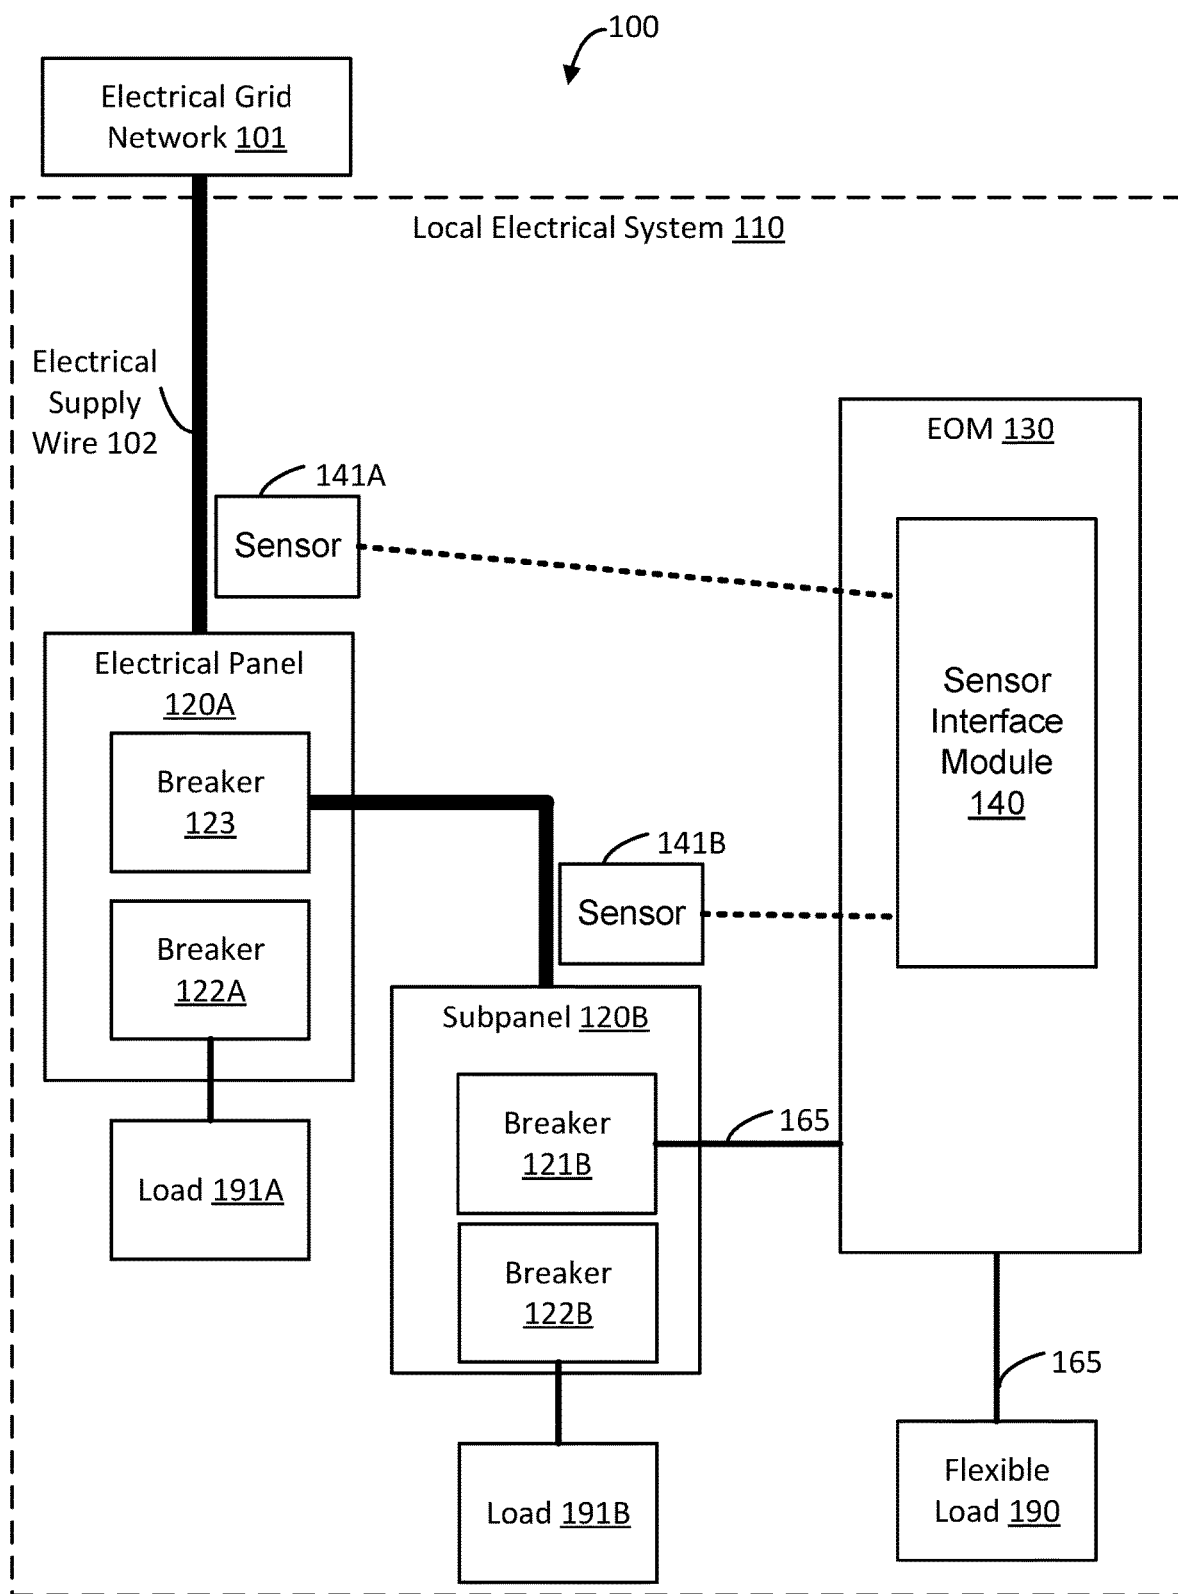 100
Electrical Grid
Network 101
Local Electrical System 110
Electrical
Supply
Wire 102
EOM 130
141A
Sensor
Electrical Panel
120A
Sensor
Interface
Module
140
Breaker
123
141B
Sensor
Breaker
122A
Subpanel 120B
Breaker
121B
165
Load 191A
Breaker
122B
165
Load 191B
Flexible
Load 190